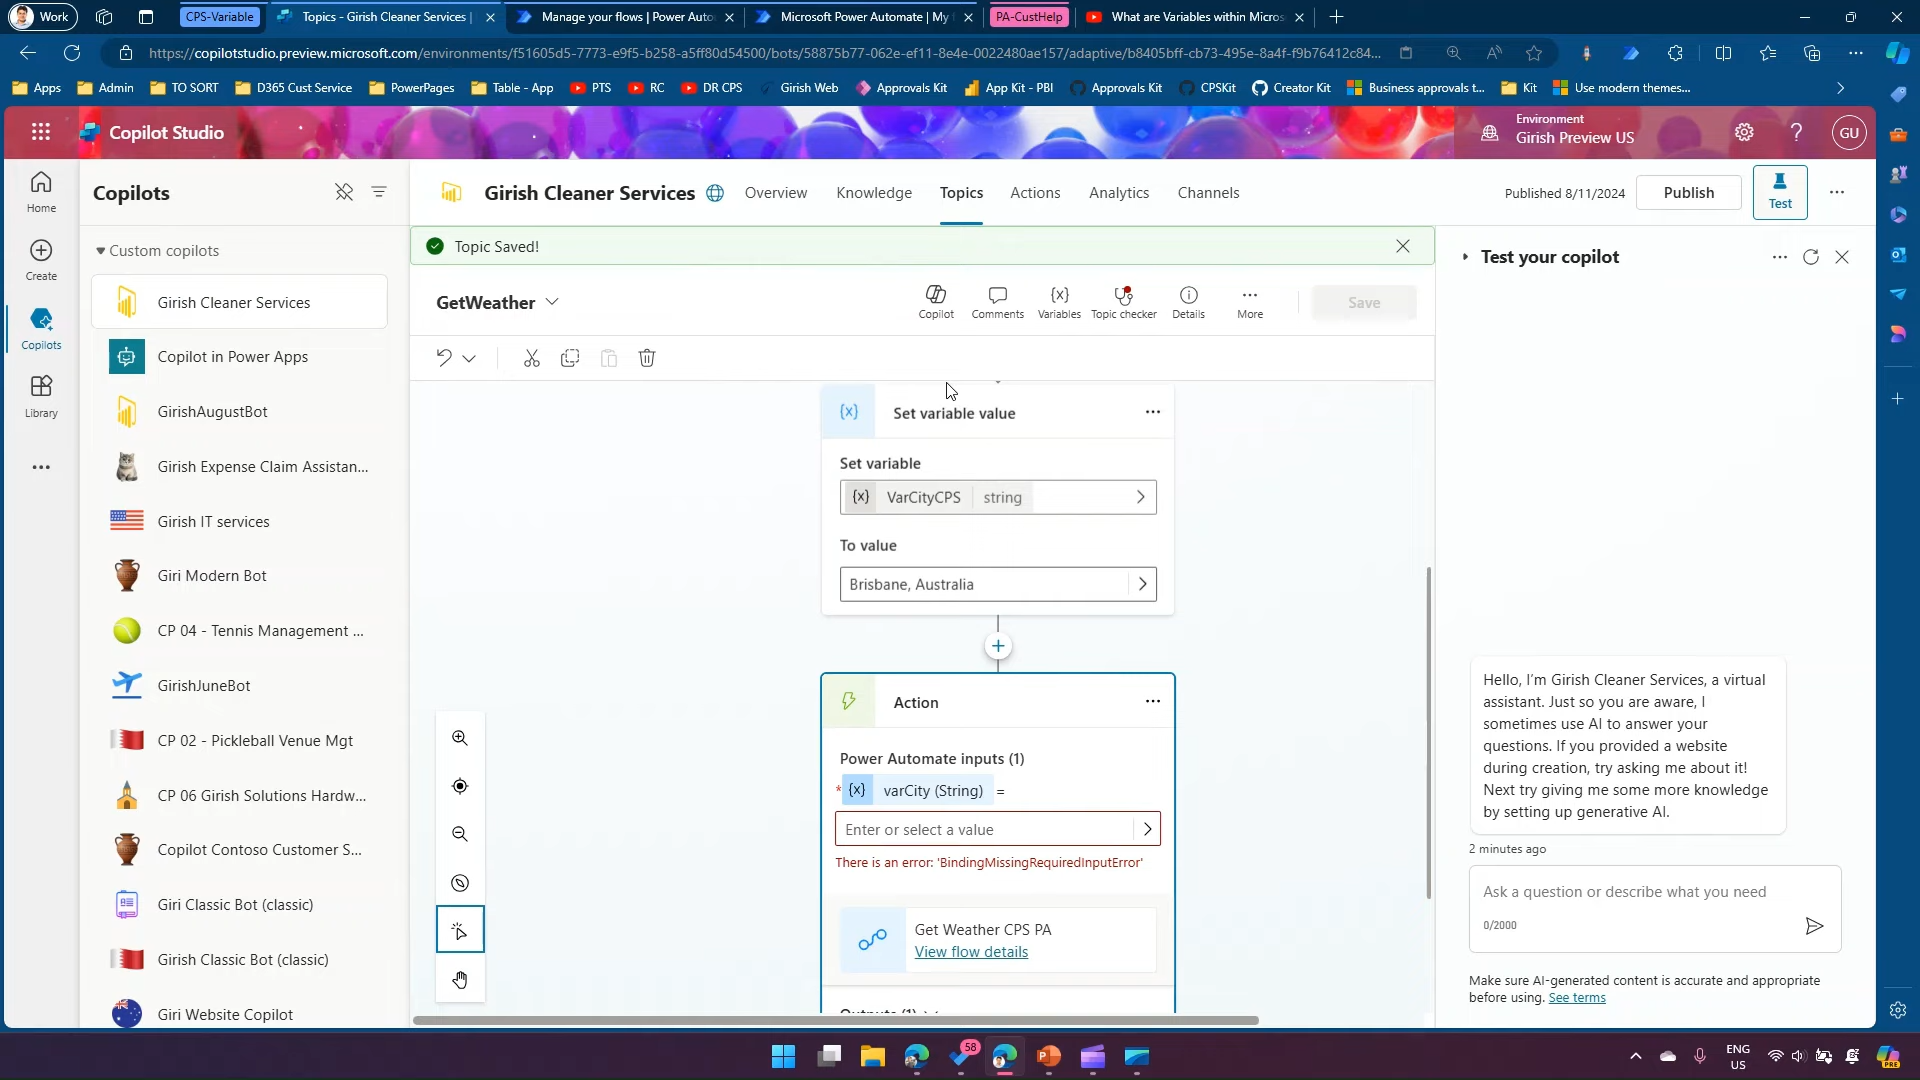 Work
CPS-Variable
Topics - Girish Cleaner Services |
Manage your flows | Power Auto
Microsoft Power Automate | My f
PA-CustHelp
What are Variables within Micros
https://copilotstudio.preview.microsoft.com/environments/f51605d5-7773-e9f5-b258-a5ff80d54500/bots/58875b77-062e-ef11-8e4e-0022480ae157/adaptive/b8405bff-cb73-495e-8a4f-f9b76412c84...
Apps
Admin
TO SORT
D365 Cust Service
PowerPages
Table - App
PTS
RC
DR CPS
Girish Web
Approvals Kit
App Kit - PBI
Approvals Kit
CPSKit
Creator Kit
Business approvals t...
Kit
Use modern themes...
Copilot Studio
Environment
Girish Preview US
GU
Home
Create
Copilots
Library
Copilots
Custom copilots
Girish Cleaner Services
Copilot in Power Apps
GirishAugustBot
Girish Expense Claim Assistan...
Girish IT services
Giri Modern Bot
CP 04 - Tennis Management ...
GirishJuneBot
CP 02 - Pickleball Venue Mgt
CP 06 Girish Solutions Hardw...
Copilot Contoso Customer S...
Giri Classic Bot (classic)
Girish Classic Bot (classic)
Giri Website Copilot
Girish Cleaner Services
Overview
Knowledge
Topics
Actions
Analytics
Channels
Published 8/11/2024
Publish
Test
Topic Saved!
GetWeather
Copilot
Comments
Variables
Topic checker
Details
More
Save
{x} Set variable value
Set variable
{x} VarCityCPS string
To value
Brisbane, Australia
Action
Power Automate inputs (1)
* {x} varCity (String) =
Enter or select a value
There is an error: 'BindingMissingRequiredInputError'
Get Weather CPS PA
View flow details
Outputs (1)
Test your copilot
Hello, I'm Girish Cleaner Services, a virtual
assistant. Just so you are aware, I
sometimes use AI to answer your
questions. If you provided a website
during creation, try asking me about it!
Next try giving me some more knowledge
by setting up generative AI.
2 minutes ago
Ask a question or describe what you need
0/2000
Make sure AI-generated content is accurate and appropriate
before using. See terms
58
ENG
US
PRE